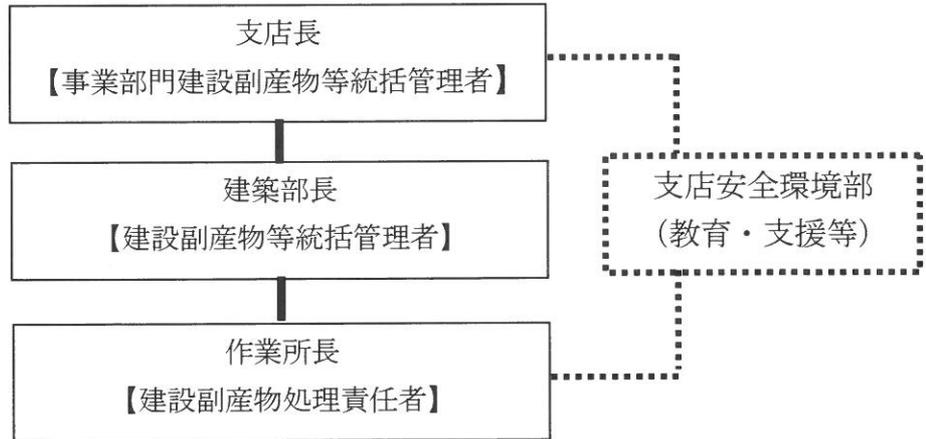 支店長
【事業部門建設副産物等統括管理者】
建築部長
【建設副産物等統括管理者】
作業所長
【建設副産物処理責任者】
支店安全環境部
(教育・支援等)